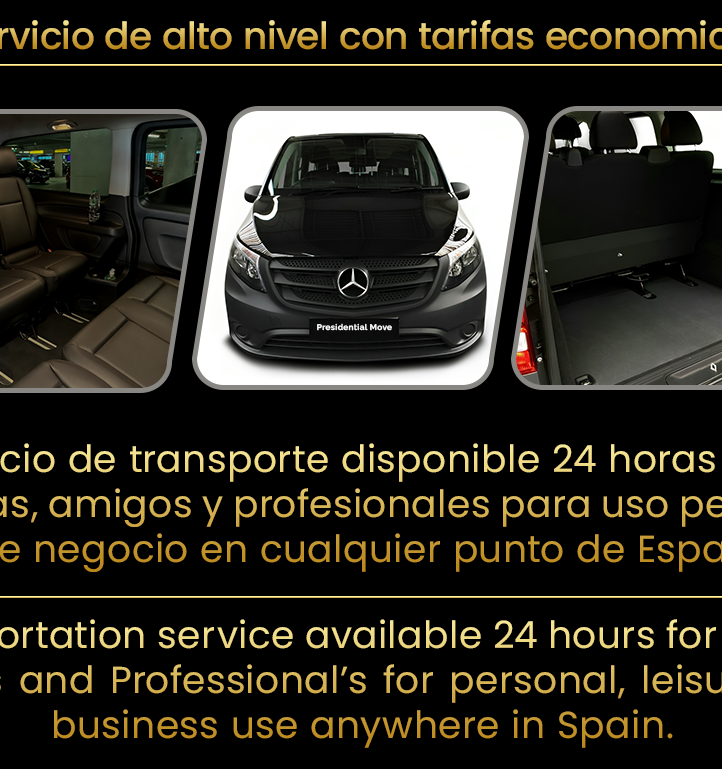 rvicio de alto nivel con tarifas economic
Presidential Move
cio de transporte disponible 24 horas
as, amigos y profesionales para uso pe
e negocio en cualquier punto de Espa
ortation service available 24 hours for
s and Professional’s for personal, leisu
business use anywhere in Spain.